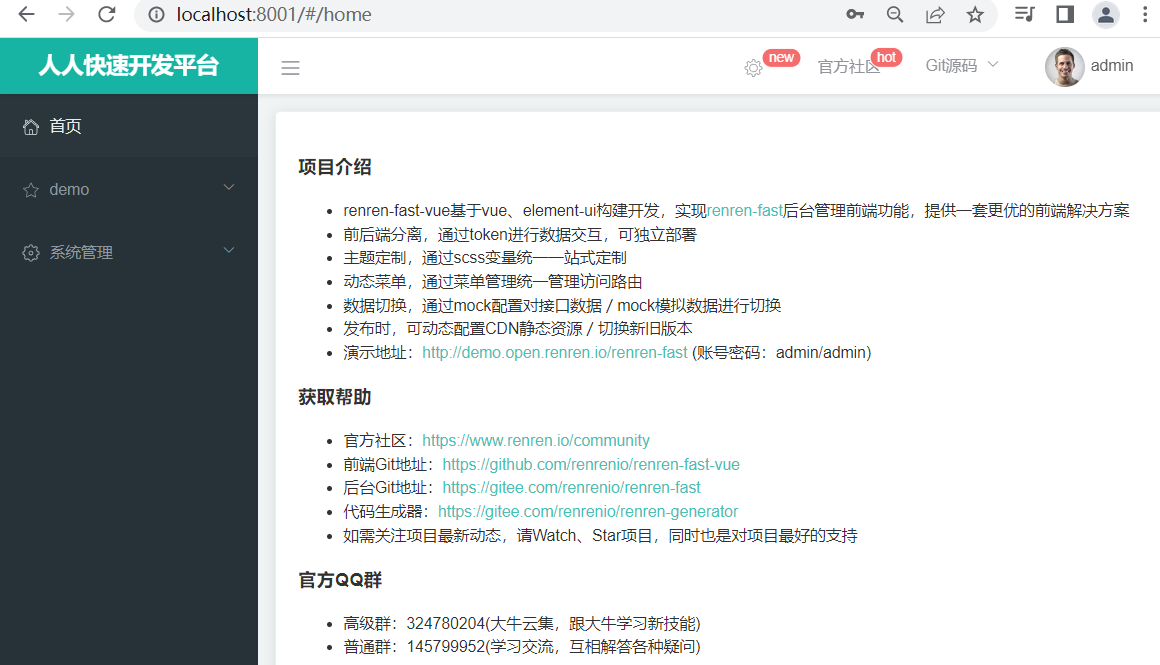 localhost:8001/#/home
人人快速开发平台
new
官方社区
hot
Git源码
admin
首页
demo
系统管理
项目介绍
renren-fast-vue基于vue、element-ui构建开发，实现renren-fast后台管理前端功能，提供一套更优的前端解决方案
前后端分离，通过token进行数据交互，可独立部署
主题定制，通过scss变量统一一站式定制
动态菜单，通过菜单管理统一管理访问路由
数据切换，通过mock配置对接口数据／mock模拟数据进行切换
发布时，可动态配置CDN静态资源／切换新旧版本
演示地址：http://demo.open.renren.io/renren-fast (账号密码：admin/admin)
获取帮助
官方社区：https://www.renren.io/community
前端Git地址：https://github.com/renrenio/renren-fast-vue
后台Git地址：https://gitee.com/renrenio/renren-fast
代码生成器：https://gitee.com/renrenio/renren-generator
如需关注项目最新动态，请Watch、Star项目，同时也是对项目最好的支持
官方QQ群
高级群：324780204(大牛云集，跟大牛学习新技能)
普通群：145799952(学习交流，互相解答各种疑问)